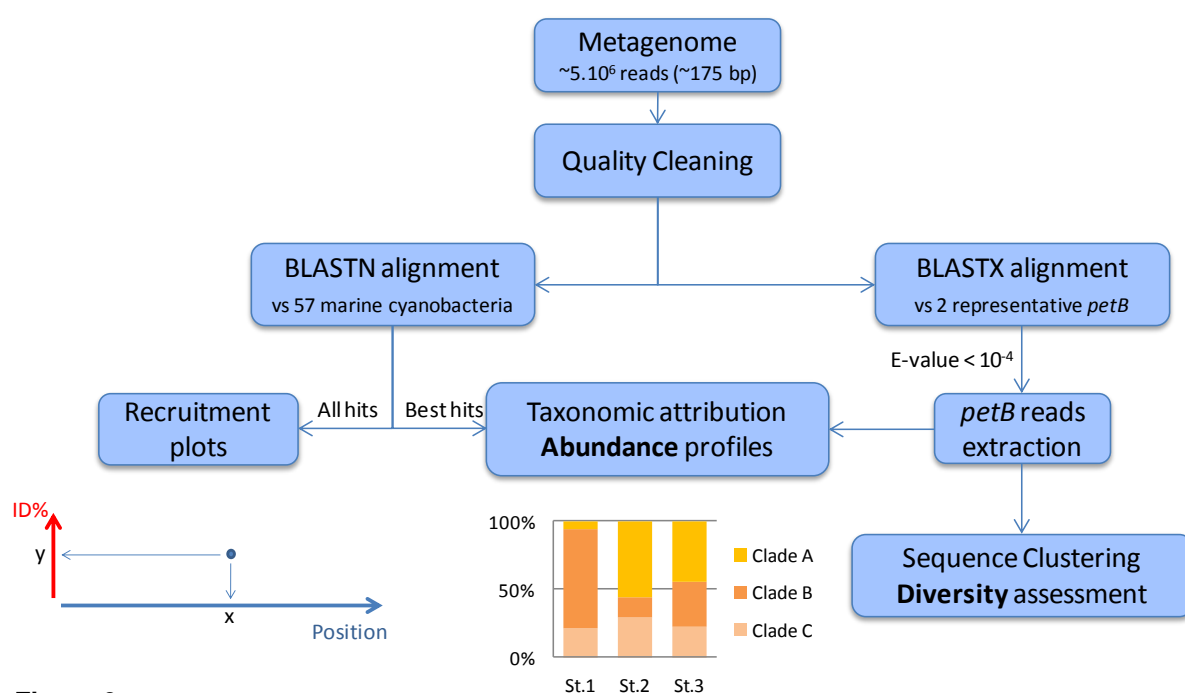 Metagenome
~5.10⁶ reads (~175 bp)
Quality Cleaning
BLASTN alignment
vs 57 marine cyanobacteria
BLASTX alignment
vs 2 representative petB
E-value < 10⁻⁴
Recruitment
plots
All hits
Best hits
Taxonomic attribution
Abundance profiles
petB reads
extraction
ID%
y
x
Position
100%
50%
0%
St.1 St.2 St.3
Clade A
Clade B
Clade C
Sequence Clustering
Diversity assessment